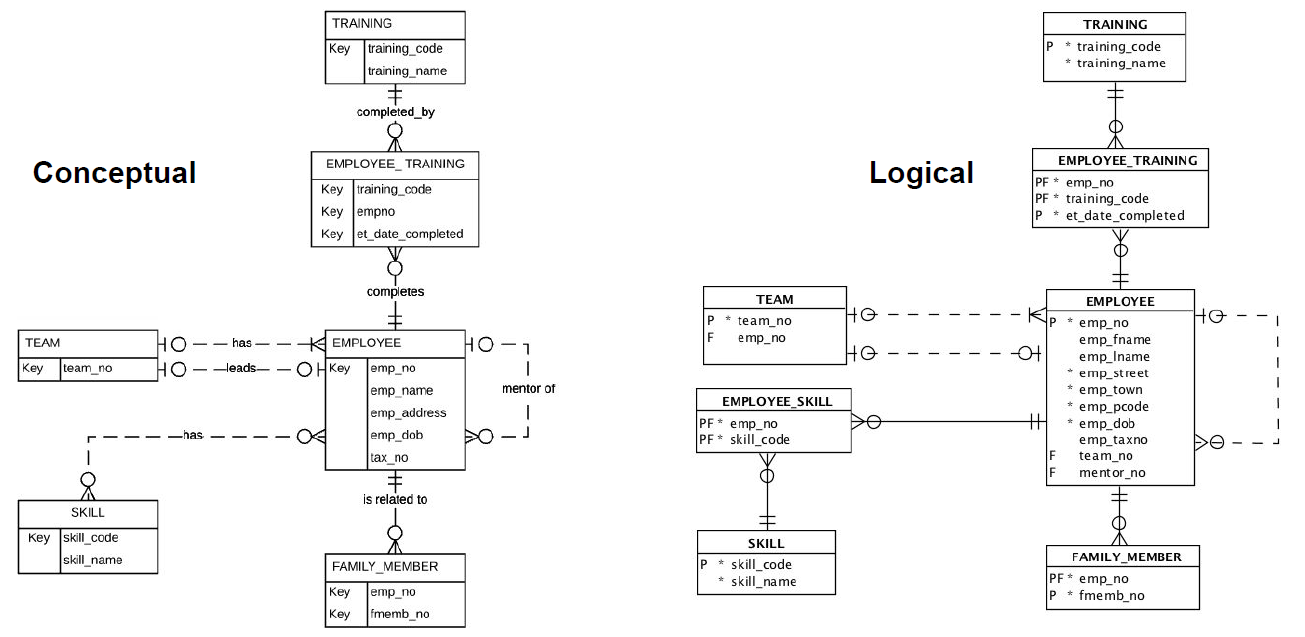 Conceptual
TRAINING
Key training_code
training_name
completed_by
EMPLOYEE_ TRAINING
Key training_code
Key empno
Key et_date_completed
completes
TEAM
Key team_no
has
leads
EMPLOYEE
Key emp_no
emp_name
emp_address
emp_dob
tax_no
mentor of
has
SKILL
Key skill_code
skill_name
is related to
FAMILY_MEMBER
Key emp_no
Key fmemb_no
Logical
TRAINING
P * training_code
* training_name
EMPLOYEE_TRAINING
PF * emp_no
PF * training_code
P * et_date_completed
TEAM
P * team_no
F emp_no
EMPLOYEE
P * emp_no
emp_fname
emp_lname
* emp_street
* emp_town
* emp_pcode
* emp_dob
emp_taxno
F team_no
F mentor_no
EMPLOYEE_SKILL
PF * emp_no
PF * skill_code
SKILL
P * skill_code
* skill_name
FAMILY_MEMBER
PF * emp_no
P * fmemb_no